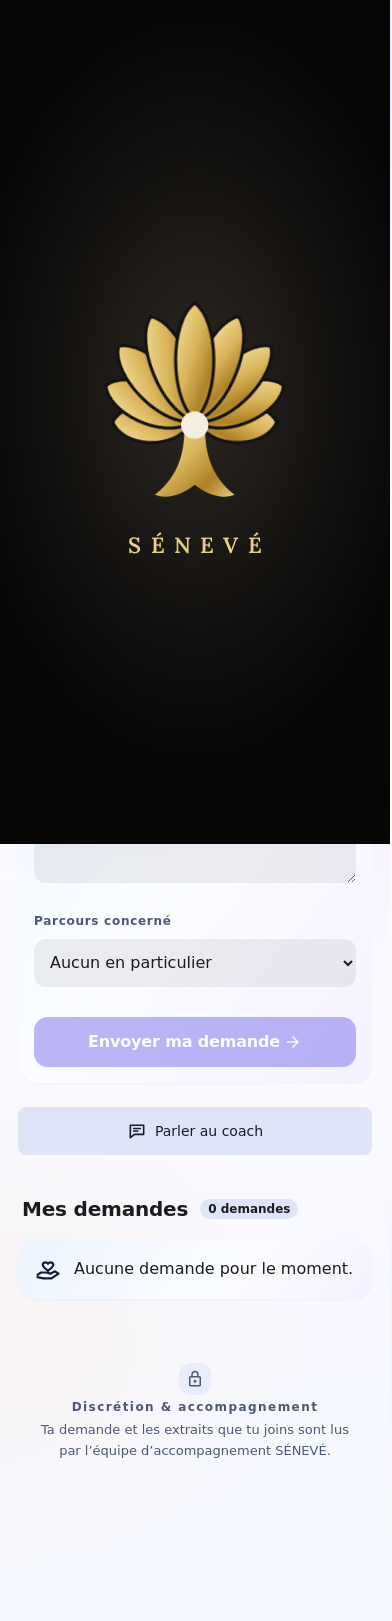 SÉNEVÉ
Parcours concerné
Aucun en particulier
Envoyer ma demande →
Parler au coach
Mes demandes 0 demandes
Aucune demande pour le moment.
Discrétion & accompagnement
Ta demande et les extraits que tu joins sont lus
par l’équipe d’accompagnement SÉNEVÉ.